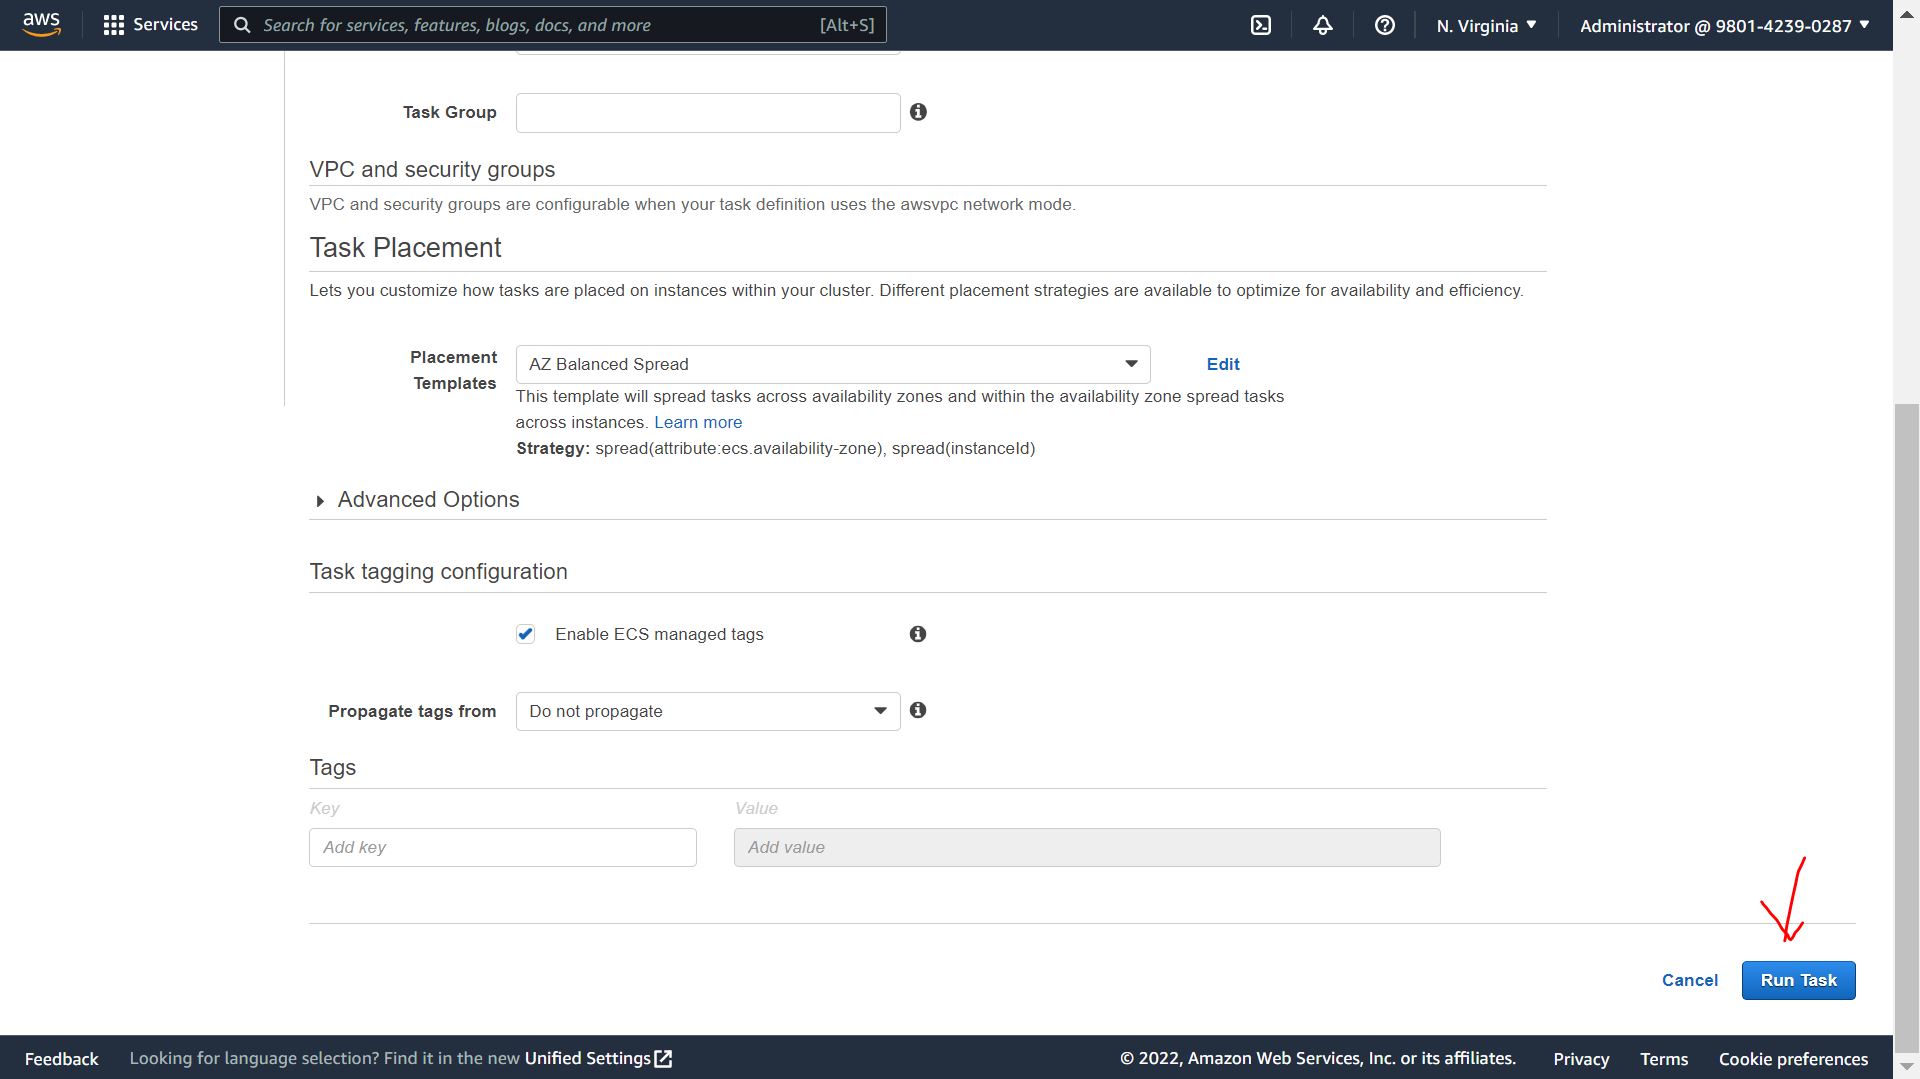 aws
Services
Search for services, features, blogs, docs, and more [Alt+S]
N. Virginia
Administrator @ 9801-4239-0287
Task Group
VPC and security groups
VPC and security groups are configurable when your task definition uses the awsvpc network mode.
Task Placement
Lets you customize how tasks are placed on instances within your cluster. Different placement strategies are available to optimize for availability and efficiency.
Placement
Templates
AZ Balanced Spread
Edit
This template will spread tasks across availability zones and within the availability zone spread tasks
across instances. Learn more
Strategy: spread(attribute:ecs.availability-zone), spread(instanceId)
Advanced Options
Task tagging configuration
Enable ECS managed tags
Propagate tags from
Do not propagate
Tags
Key
Value
Add key
Add value
Cancel
Run Task
Feedback
Looking for language selection? Find it in the new Unified Settings
© 2022, Amazon Web Services, Inc. or its affiliates.
Privacy
Terms
Cookie preferences